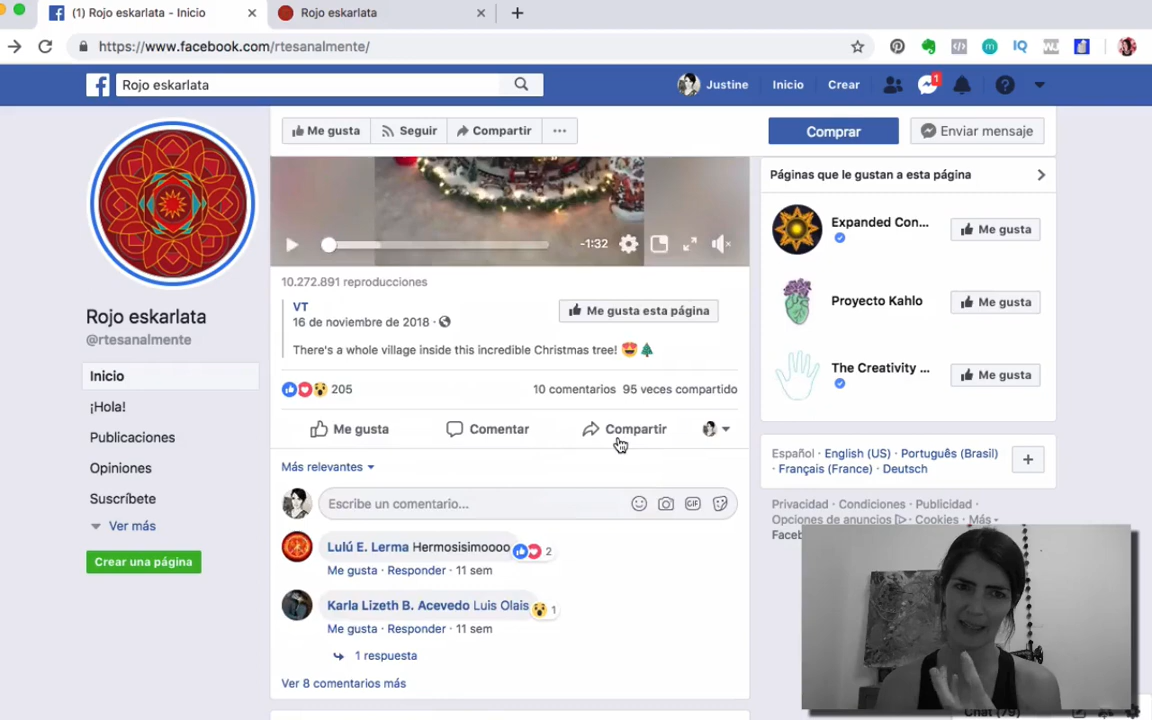 (1) Rojo eskarlata - Inicio
Rojo eskarlata
https://www.facebook.com/rtesanalmente/
Rojo eskarlata
Justine
Inicio
Crear
1
Me gusta
Seguir
Compartir
Comprar
Enviar mensaje
-1:32
10.272.891 reproducciones
VT
16 de noviembre de 2018 ·
Me gusta esta página
There's a whole village inside this incredible Christmas tree! 😍🌲
205
10 comentarios 95 veces compartido
Me gusta
Comentar
Compartir
Más relevantes
Escribe un comentario...
GIF
Lulú E. Lerma Hermosisimoooo
2
Me gusta · Responder · 11 sem
Karla Lizeth B. Acevedo Luis Olais
1
Me gusta · Responder · 11 sem
1 respuesta
Ver 8 comentarios más
Rojo eskarlata
@rtesanalmente
Inicio
¡Hola!
Publicaciones
Opiniones
Suscríbete
Ver más
Crear una página
Páginas que le gustan a esta página
Expanded Con...
Me gusta
Proyecto Kahlo
Me gusta
The Creativity ...
Me gusta
Español · English (US) · Português (Brasil)
· Français (France) · Deutsch
Privacidad · Condiciones · Publicidad ·
Opciones de anuncios · Cookies · Más
Faceb
Chat (79)